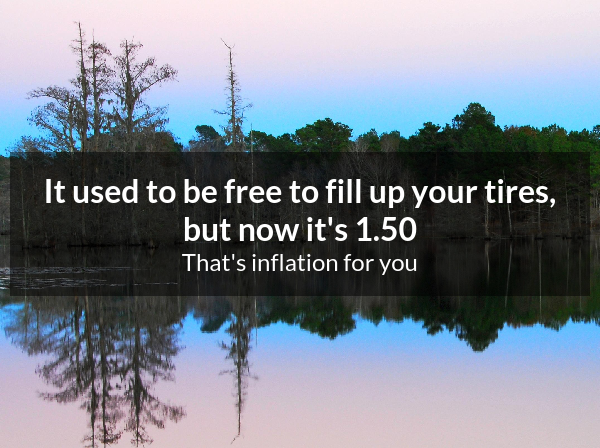 It used to be free to fill up your tires,
but now it's 1.50
That's inflation for you